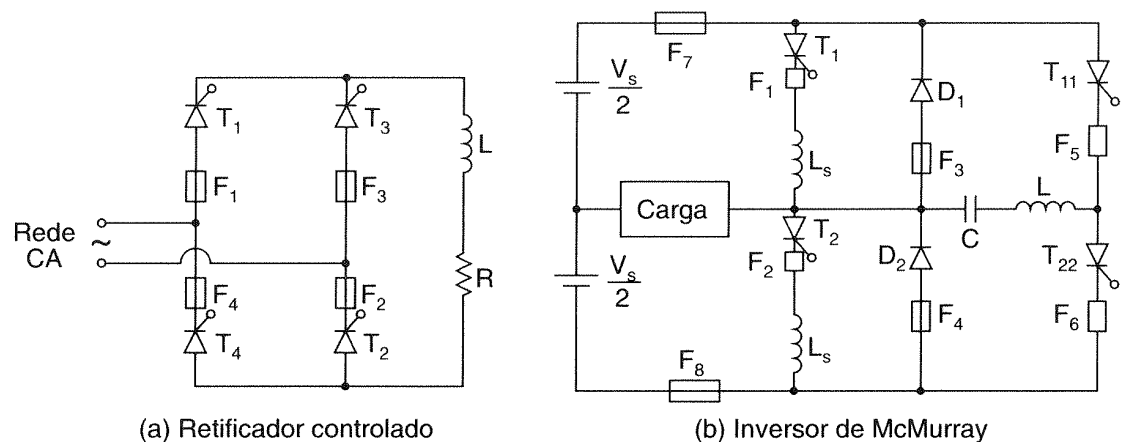 T₁
T₃
L
F₁
F₃
Rede
CA
~
R
F₄
F₂
T₄
T₂
(a) Retificador controlado
F₇
T₁
F₁
Vₛ
2
D₁
T₁₁
F₅
Lₛ
F₃
L
Carga
C
T₂
F₂
D₂
T₂₂
Vₛ
2
F₄
F₆
Lₛ
F₈
(b) Inversor de McMurray